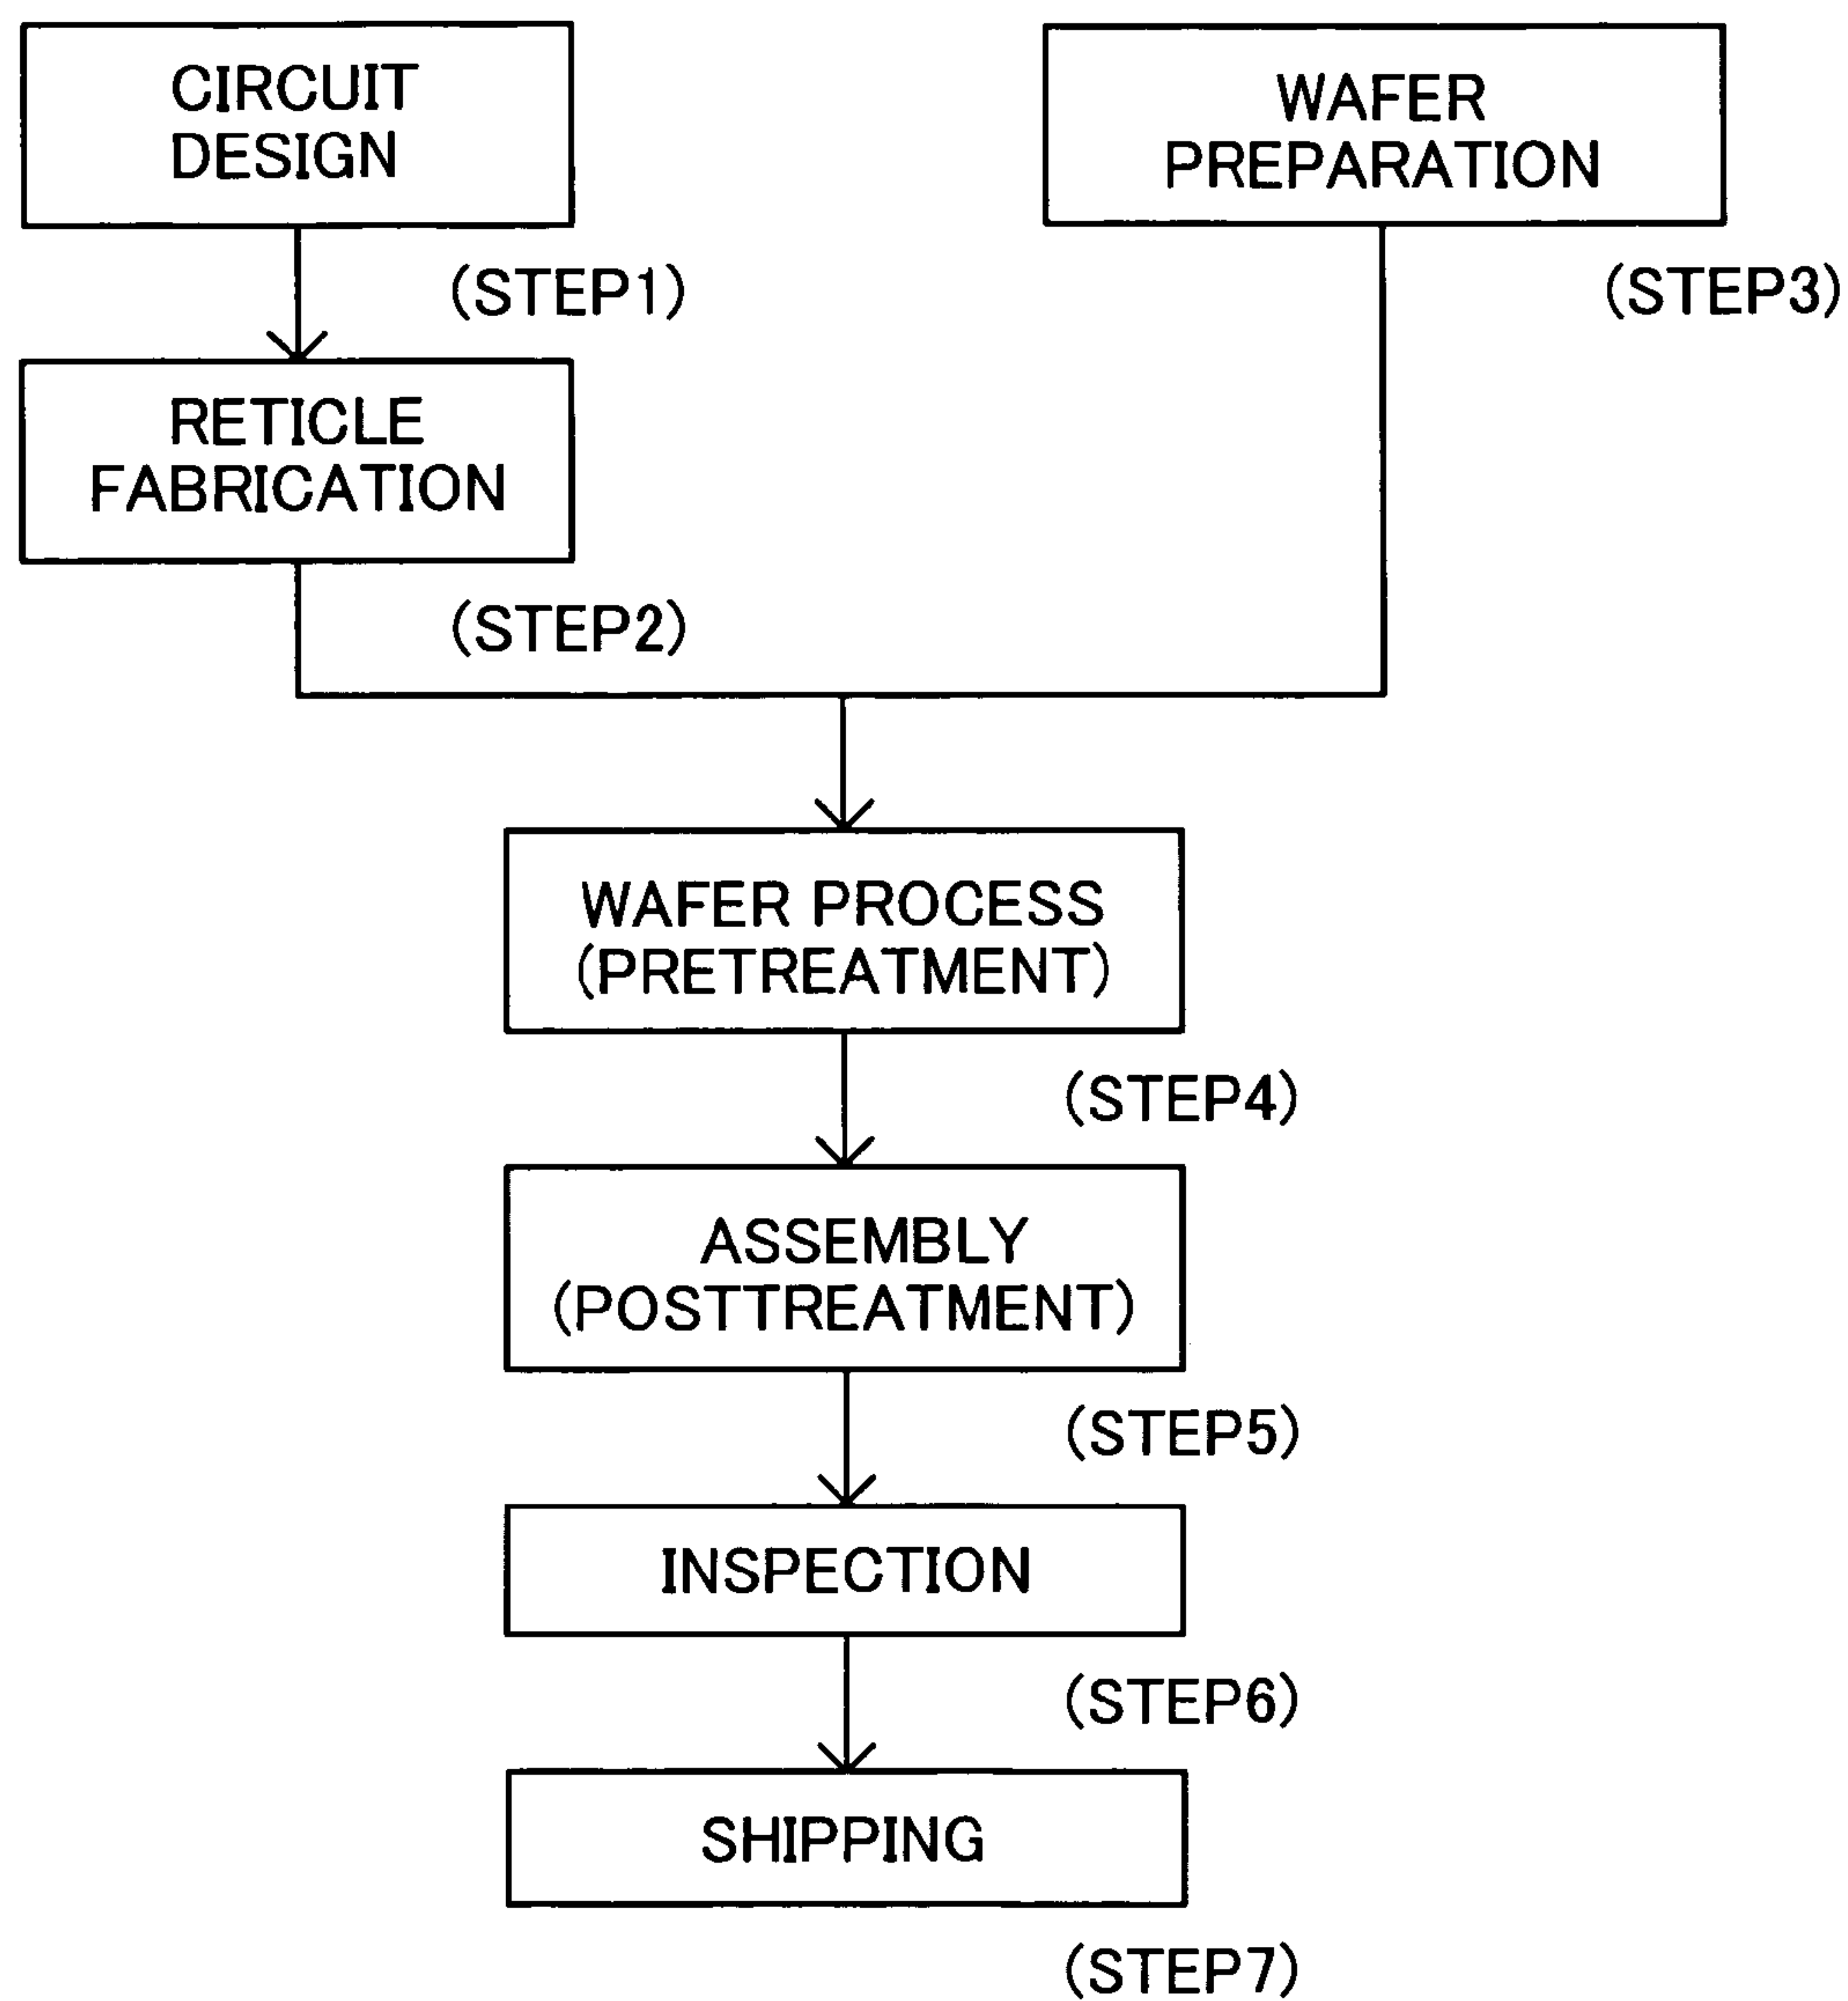 CIRCUIT
DESIGN
(STEP1)
RETICLE
FABRICATION
(STEP2)
WAFER
PREPARATION
(STEP3)
WAFER PROCESS
(PRETREATMENT)
(STEP4)
ASSEMBLY
(POSTTREATMENT)
(STEP5)
INSPECTION
(STEP6)
SHIPPING
(STEP7)